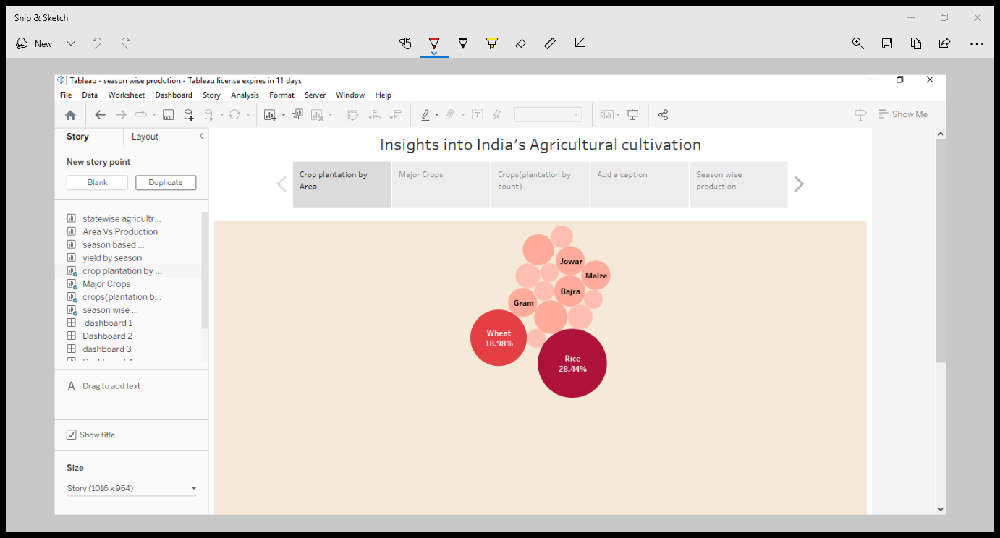 Snip & Sketch
New
Tableau - season wise prodution - Tableau license expires in 11 days
File Data Worksheet Dashboard Story Analysis Format Server Window Help
Show Me
Story Layout
New story point
Blank Duplicate
statewise agricultr...
Area Vs Production
season based ...
yield by season
crop plantation by ...
Major Crops
crops(plantation b...
season wise ...
dashboard 1
Dashboard 2
dashboard 3
A Drag to add text
Show title
Size
Story (1016 x 964)
Insights into India’s Agricultural cultivation
Crop plantation by
Area
Major Crops
Crops(plantation by
count)
Add a caption
Season wise
production
Jowar
Maize
Bajra
Gram
Wheat
18.98%
Rice
28.44%